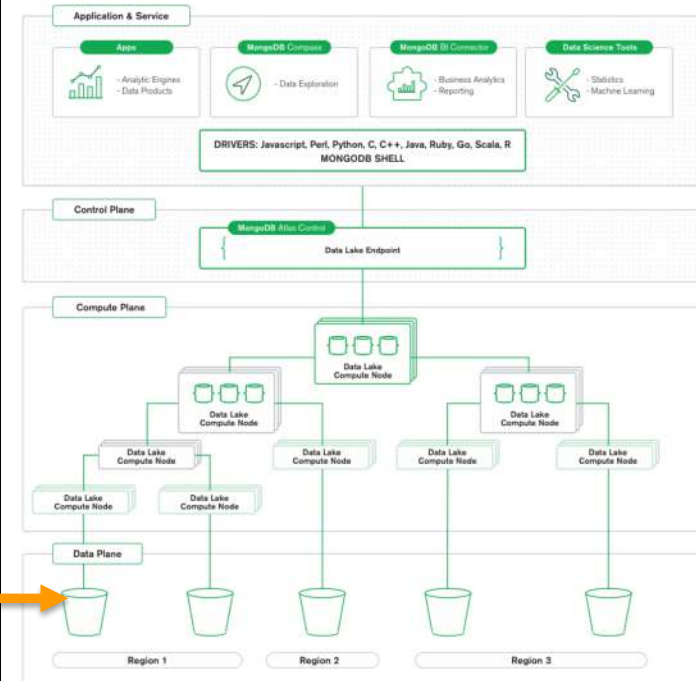 Application & Service
Apps
- Analytic Engines
- Data Products
MongoDB Compass
- Data Exploration
MongoDB BI Connector
- Business Analytics
- Reporting
Data Science Tools
- Statistics
- Machine Learning
DRIVERS: Javascript, Perl, Python, C, C++, Java, Ruby, Go, Scala, R
MONGODB SHELL
Control Plane
MongoDB Atlas Control
{ Data Lake Endpoint }
Compute Plane
Data Lake
Compute Node
Data Lake
Compute Node
Data Lake
Compute Node
Data Lake
Compute Node
Data Lake
Compute Node
Data Lake
Compute Node
Data Lake
Compute Node
Data Lake
Compute Node
Data Lake
Compute Node
Data Plane
Region 1
Region 2
Region 3